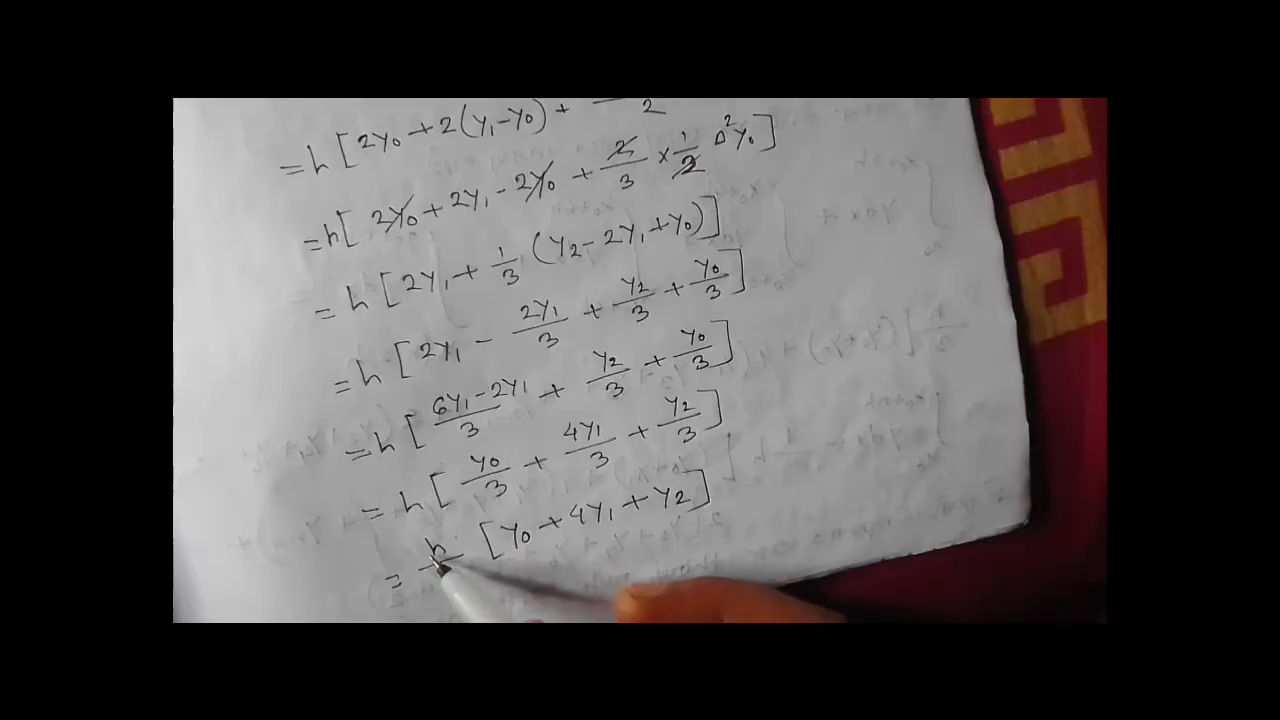 = h [ 2y₀ + 2(y₁-y₀) + —/2
= h [ 2y₀ + 2y₁ - 2y₀ + 2/3 × 1/2 Δ²y₀ ]
= h [ 2y₁ + 1/3 (y₂ - 2y₁ + y₀) ]
= h [ 2y₁ - 2y₁/3 + y₂/3 + y₀/3 ]
= h [ (6y₁ - 2y₁)/3 + y₂/3 + y₀/3 ]
= h [ y₀/3 + 4y₁/3 + y₂/3 ]
= h/ [ y₀ + 4y₁ + y₂ ]